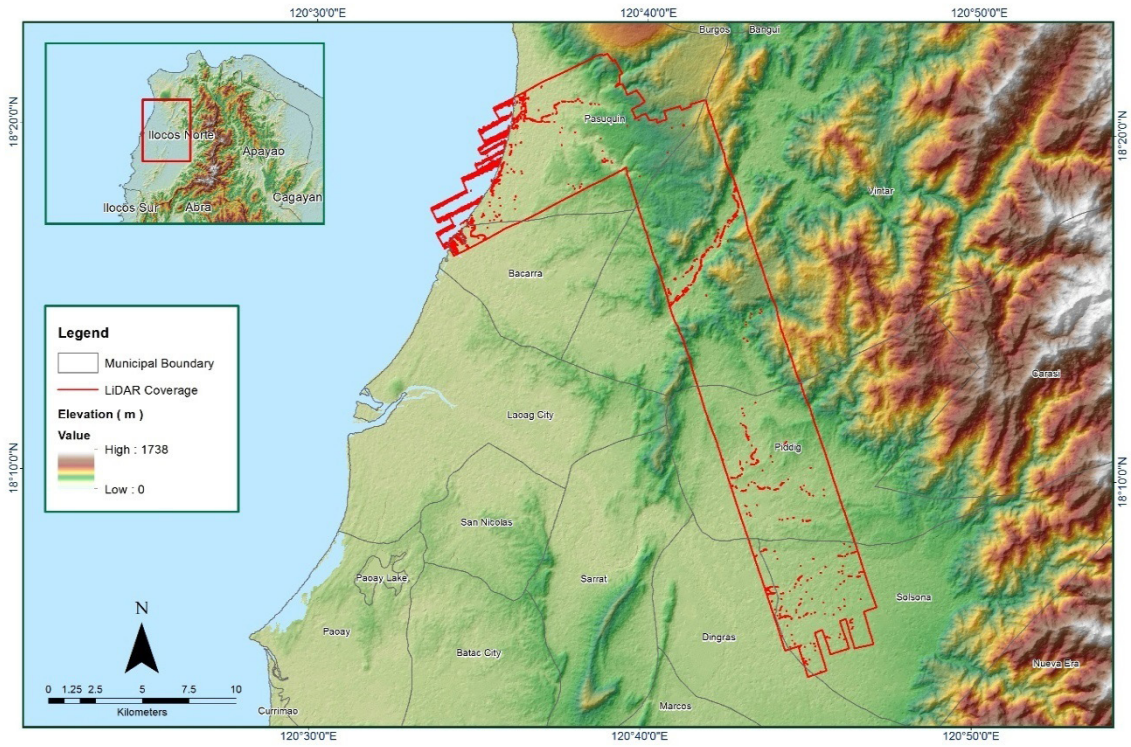 120°30'0"E
120°40'0"E
120°50'0"E
Burgos
Bangui
18°20'0"N
18°20'0"N
Pasuquin
Ilocos Norte
Apayao
Cagayan
Ilocos Sur
Abra
Vintar
Bacarra
Legend
Municipal Boundary
LiDAR Coverage
Elevation ( m )
Value
High : 1738
Low : 0
Carasi
Laoag City
Piddig
18°10'0"N
18°10'0"N
San Nicolas
Paoay Lake
Sarrat
Solsona
N
Paoay
Batac City
Dingras
Nueva Era
0 1.25 2.5 5 7.5 10
Kilometers
Currimao
Marcos
120°30'0"E
120°40'0"E
120°50'0"E